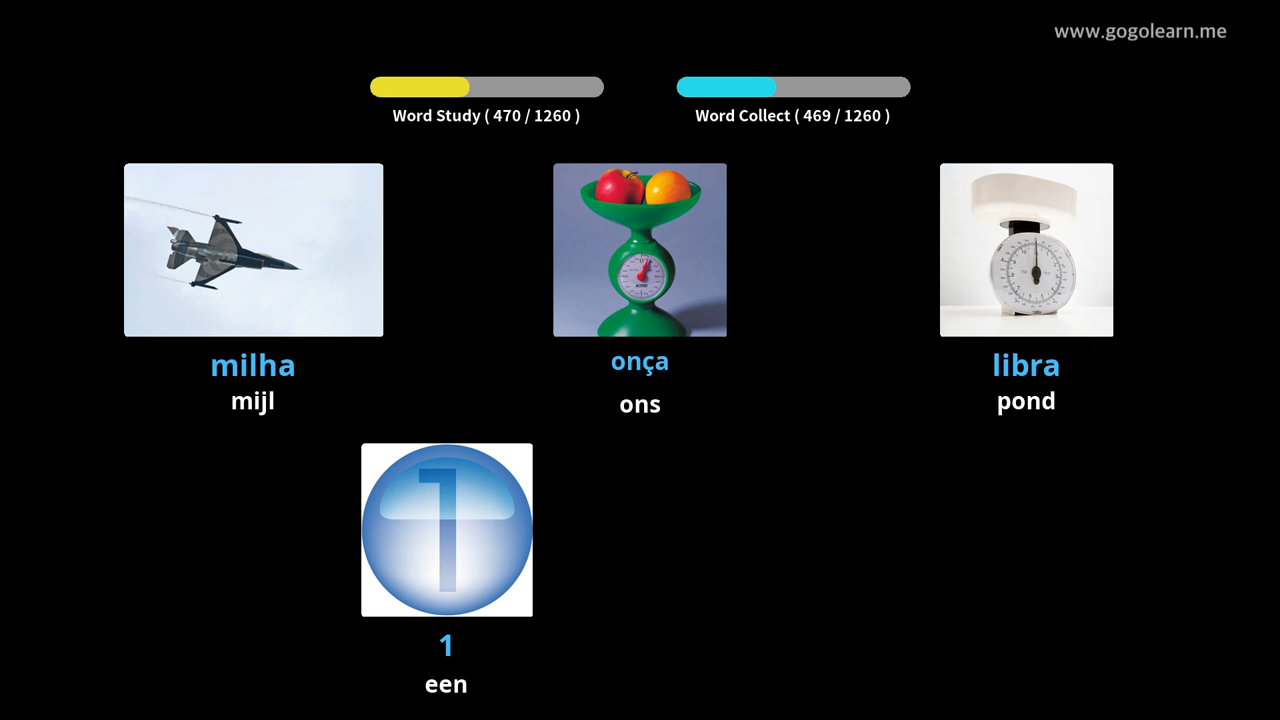 www.gogolearn.me
Word Study ( 470 / 1260 )
Word Collect ( 469 / 1260 )
milha
mijl
onça
ons
libra
pond
1
1
een